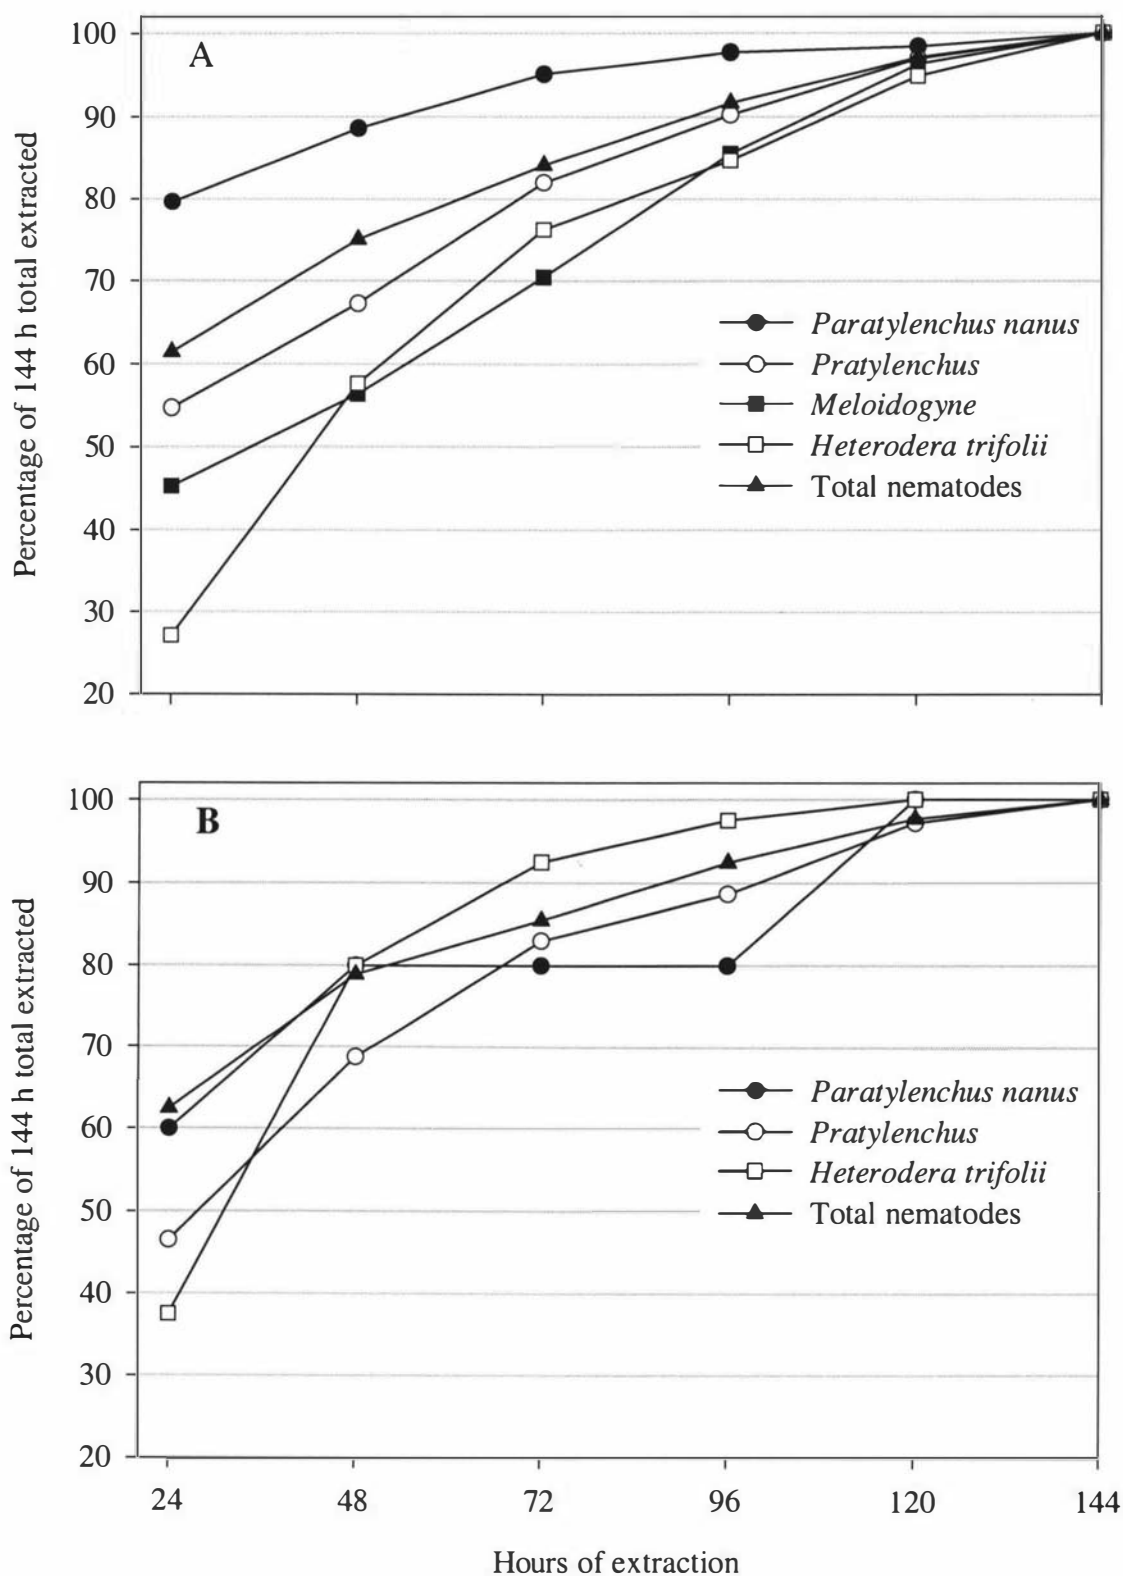 A
Percentage of 144 h total extracted
100
90
80
70
60
50
40
30
20
Paratylenchus nanus
Pratylenchus
Meloidogyne
Heterodera trifolii
Total nematodes
B
Percentage of 144 h total extracted
100
90
80
70
60
50
40
30
20
Paratylenchus nanus
Pratylenchus
Heterodera trifolii
Total nematodes
24 48 72 96 120 144
Hours of extraction